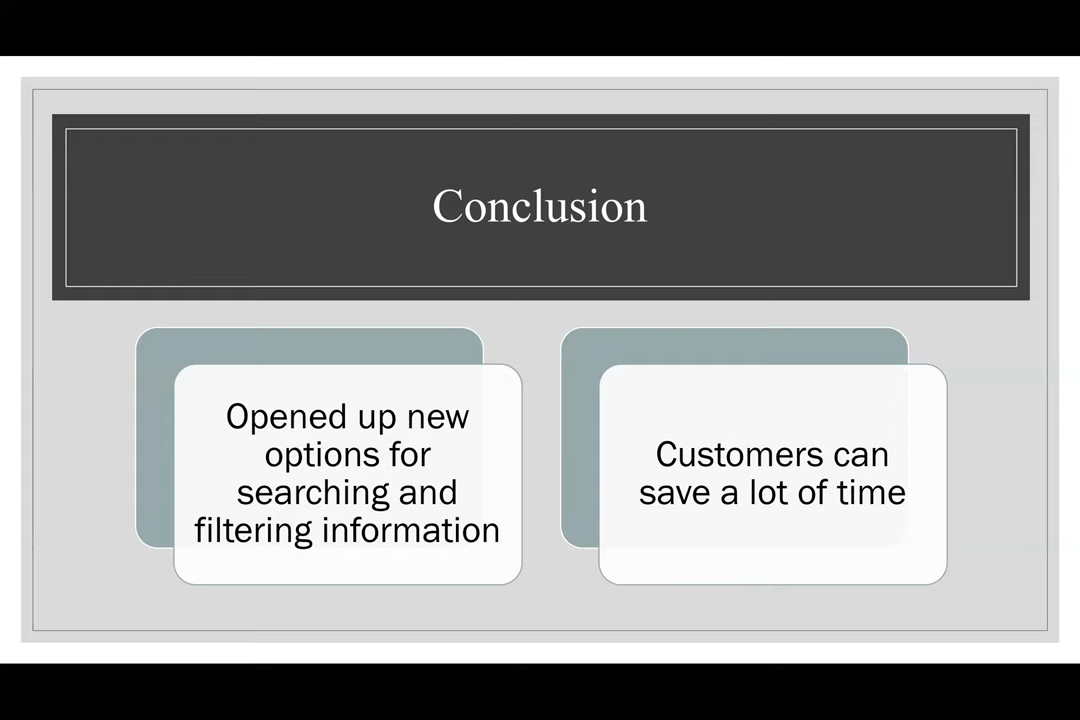 Conclusion
Opened up new
options for
searching and
filtering information
Customers can
save a lot of time